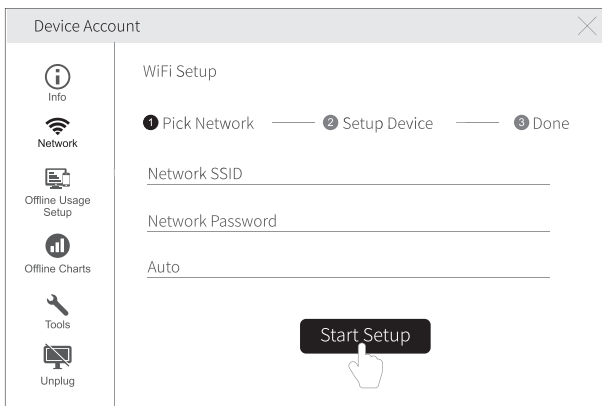 Device Account
Info
Network
Offline Usage
Setup
Offline Charts
Tools
Unplug
WiFi Setup
1 Pick Network
2 Setup Device
3 Done
Network SSID
Network Password
Auto
Start Setup